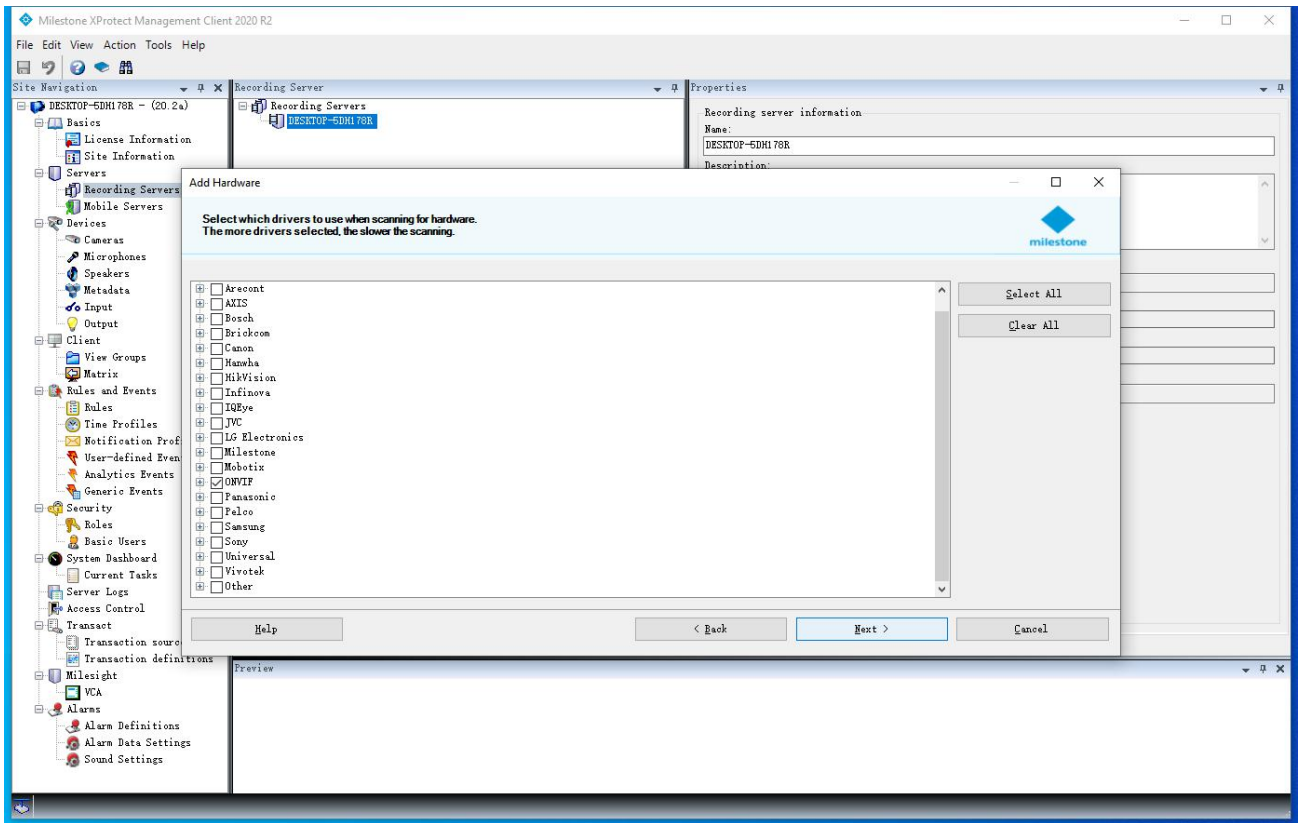 Milestone XProtect Management Client 2020 R2
File Edit View Action Tools Help
Site Navigation
DESKTOP-5DH178R - (20.2a)
Basics
License Information
Site Information
Servers
Recording Servers
Mobile Servers
Devices
Cameras
Microphones
Speakers
Metadata
Input
Output
Client
View Groups
Matrix
Rules and Events
Rules
Time Profiles
Notification Prof
User-defined Even
Analytics Events
Generic Events
Security
Roles
Basic Users
System Dashboard
Current Tasks
Server Logs
Access Control
Transact
Transaction sourc
Transaction definitions
Milesight
VCA
Alarms
Alarm Definitions
Alarm Data Settings
Sound Settings
Recording Server
Recording Servers
DESKTOP-5DH178R
Properties
Recording server information
Name:
DESKTOP-5DH178R
Description:
Add Hardware
Select which drivers to use when scanning for hardware.
The more drivers selected, the slower the scanning.
milestone
Arecont
AXIS
Bosch
Brickcom
Canon
Hanwha
HikVision
Infinova
IQEye
JVC
LG Electronics
Milestone
Mobotix
ONVIF
Panasonic
Pelco
Samsung
Sony
Universal
Vivotek
Other
Select All
Clear All
Help
< Back
Next >
Cancel
Preview